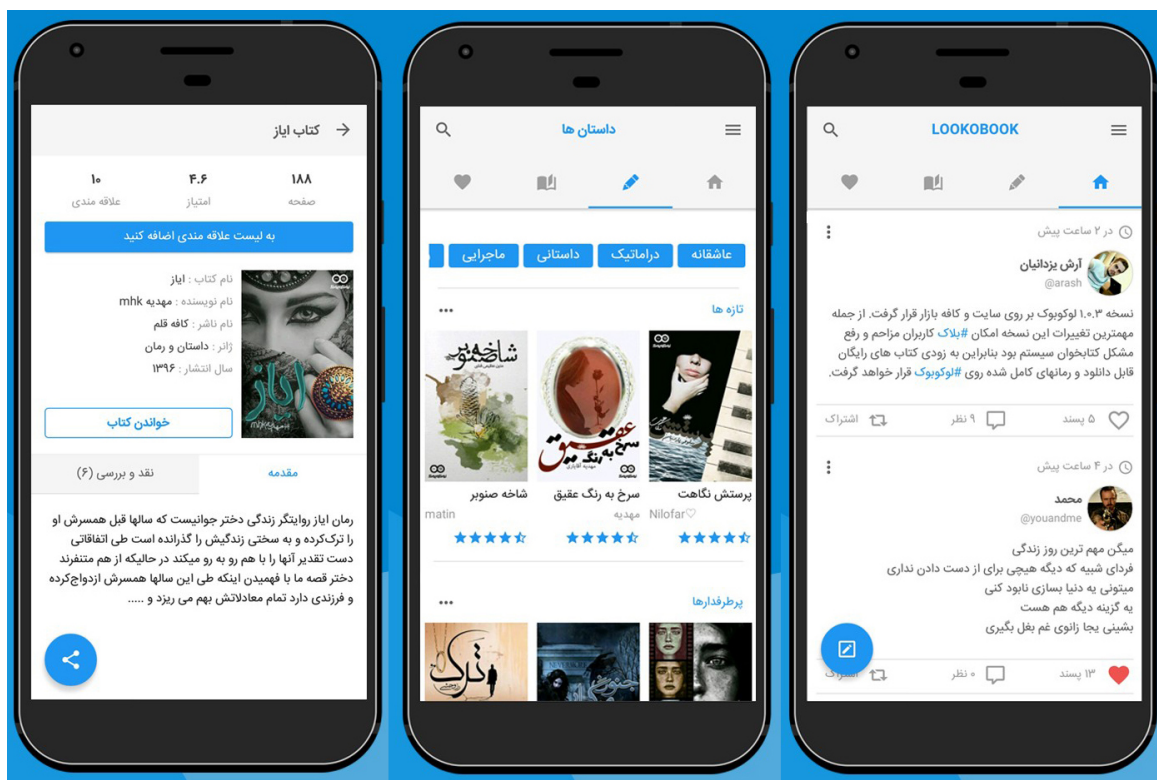 کتاب ایاز
۱۸۸
۴.۶
۱۰
صفحه
امتیاز
علاقه مندی
به لیست علاقه مندی اضافه کنید
نام کتاب : ایاز
نام نویسنده : مهدیه mhk
نام ناشر : کافه قلم
ژانر : داستان و رمان
سال انتشار : ۱۳۹۶
ایاز
خواندن کتاب
مقدمه
نقد و بررسی (۶)
رمان ایاز روایتگر زندگی دختر جوانیست که سالها قبل همسرش او
را ترک‌کرده و به سختی زندگیش را گذرانده است طی اتفاقاتی
دست تقدیر آنها را با هم رو به رو میکند در حالیکه از هم متنفرند
دختر قصه ما با فهمیدن اینکه طی این سالها همسرش ازدواج‌کرده
و فرزندی دارد تمام معادلاتش بهم می ریزد و .....
داستان ها
عاشقانه
دراماتیک
داستانی
ماجرایی
تازه ها
شاخه صنوبر
سرخ به رنگ عقیق
پرستش نگاهت
سرخ به رنگ عقیق
شاخه صنوبر
Nilofar♡
مهدیه
matin
پرطرفدارها
ترک
LOOKOBOOK
در ۲ ساعت پیش
آرش یزدانیان
@arash
نسخه ۱.۰.۳ لوکوبوک بر روی سایت و کافه بازار قرار گرفت. از جمله
مهمترین تغییرات این نسخه امکان #بلاک کاربران مزاحم و رفع
مشکل کتابخوان سیستم بود بنابراین به زودی کتاب های رایگان
قابل دانلود و رمانهای کامل شده روی #لوکوبوک قرار خواهد گرفت.
۵ پسند
۹ نظر
اشتراک
در ۴ ساعت پیش
محمد
@youandme
میگن مهم ترین روز زندگی
فردای شبیه که دیگه هیچی برای از دست دادن نداری
میتونی یه دنیا بسازی نابود کنی
یه گزینه دیگه هم هست
بشینی یجا زانوی غم بغل بگیری
۱۳ پسند
۰ نظر
اشتراک